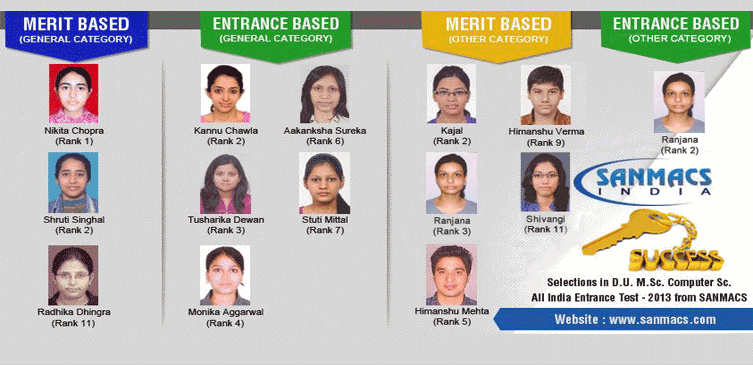 MERIT BASED
(GENERAL CATEGORY)
ENTRANCE BASED
(GENERAL CATEGORY)
MERIT BASED
(OTHER CATEGORY)
ENTRANCE BASED
(OTHER CATEGORY)
Nikita Chopra
(Rank 1)
Shruti Singhal
(Rank 2)
Radhika Dhingra
(Rank 11)
Kannu Chawla
(Rank 2)
Aakanksha Sureka
(Rank 6)
Tusharika Dewan
(Rank 3)
Stuti Mittal
(Rank 7)
Monika Aggarwal
(Rank 4)
Kajal
(Rank 2)
Himanshu Verma
(Rank 9)
Ranjana
(Rank 3)
Shivangi
(Rank 11)
Himanshu Mehta
(Rank 5)
Ranjana
(Rank 2)
SANMACS
INDIA
SUCCESS
Selections in D.U. M.Sc. Computer Sc.
All India Entrance Test - 2013 from SANMACS
Website : www.sanmacs.com